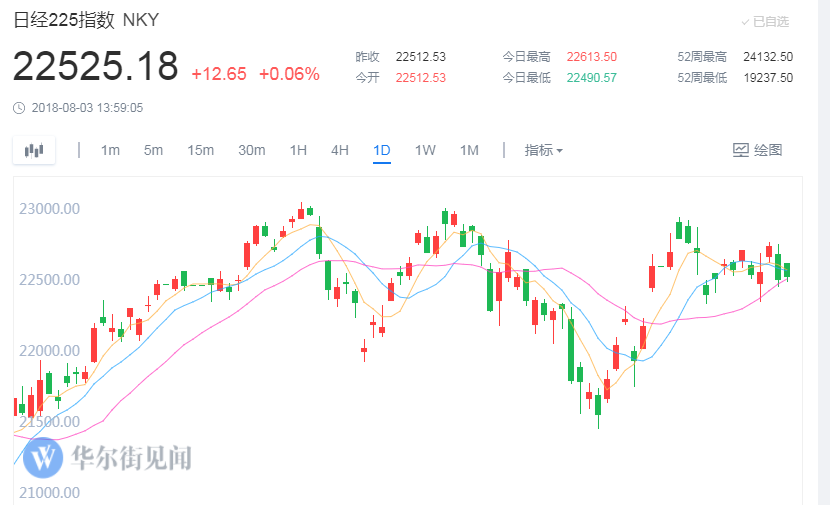 日经225指数 NKY
已自选
22525.18 +12.65 +0.06%
昨收 22512.53 今日最高 22613.50 52周最高 24132.50
今开 22512.53 今日最低 22490.57 52周最低 19237.50
2018-08-03 13:59:05
1m 5m 15m 30m 1H 4H 1D 1W 1M 指标 绘图
23000.00
22500.00
22000.00
21500.00
华尔街见闻
21000.00